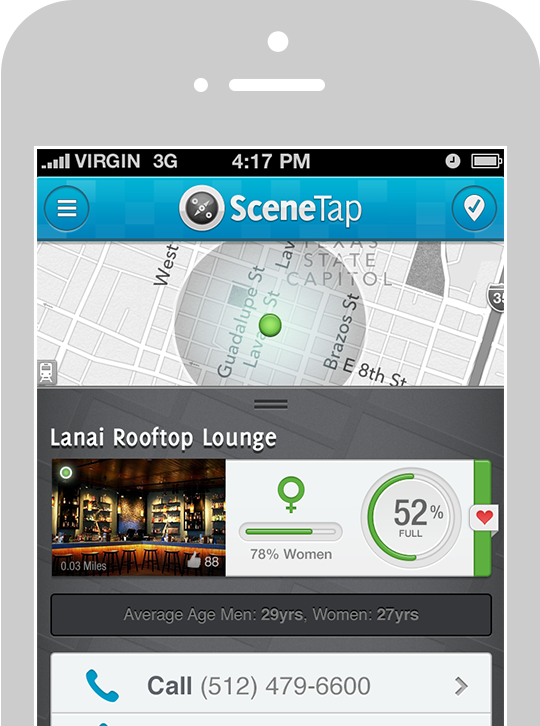 VIRGIN 3G 4:17 PM
SceneTap
TEXAS
STATE
CAPITOL
West
Lav
Guadalupe St
Lava St
Brazos St
E 8th St
35
Lanai Rooftop Lounge
0.03 Miles
88
78% Women
52%
FULL
Average Age Men: 29yrs, Women: 27yrs
Call (512) 479-6600